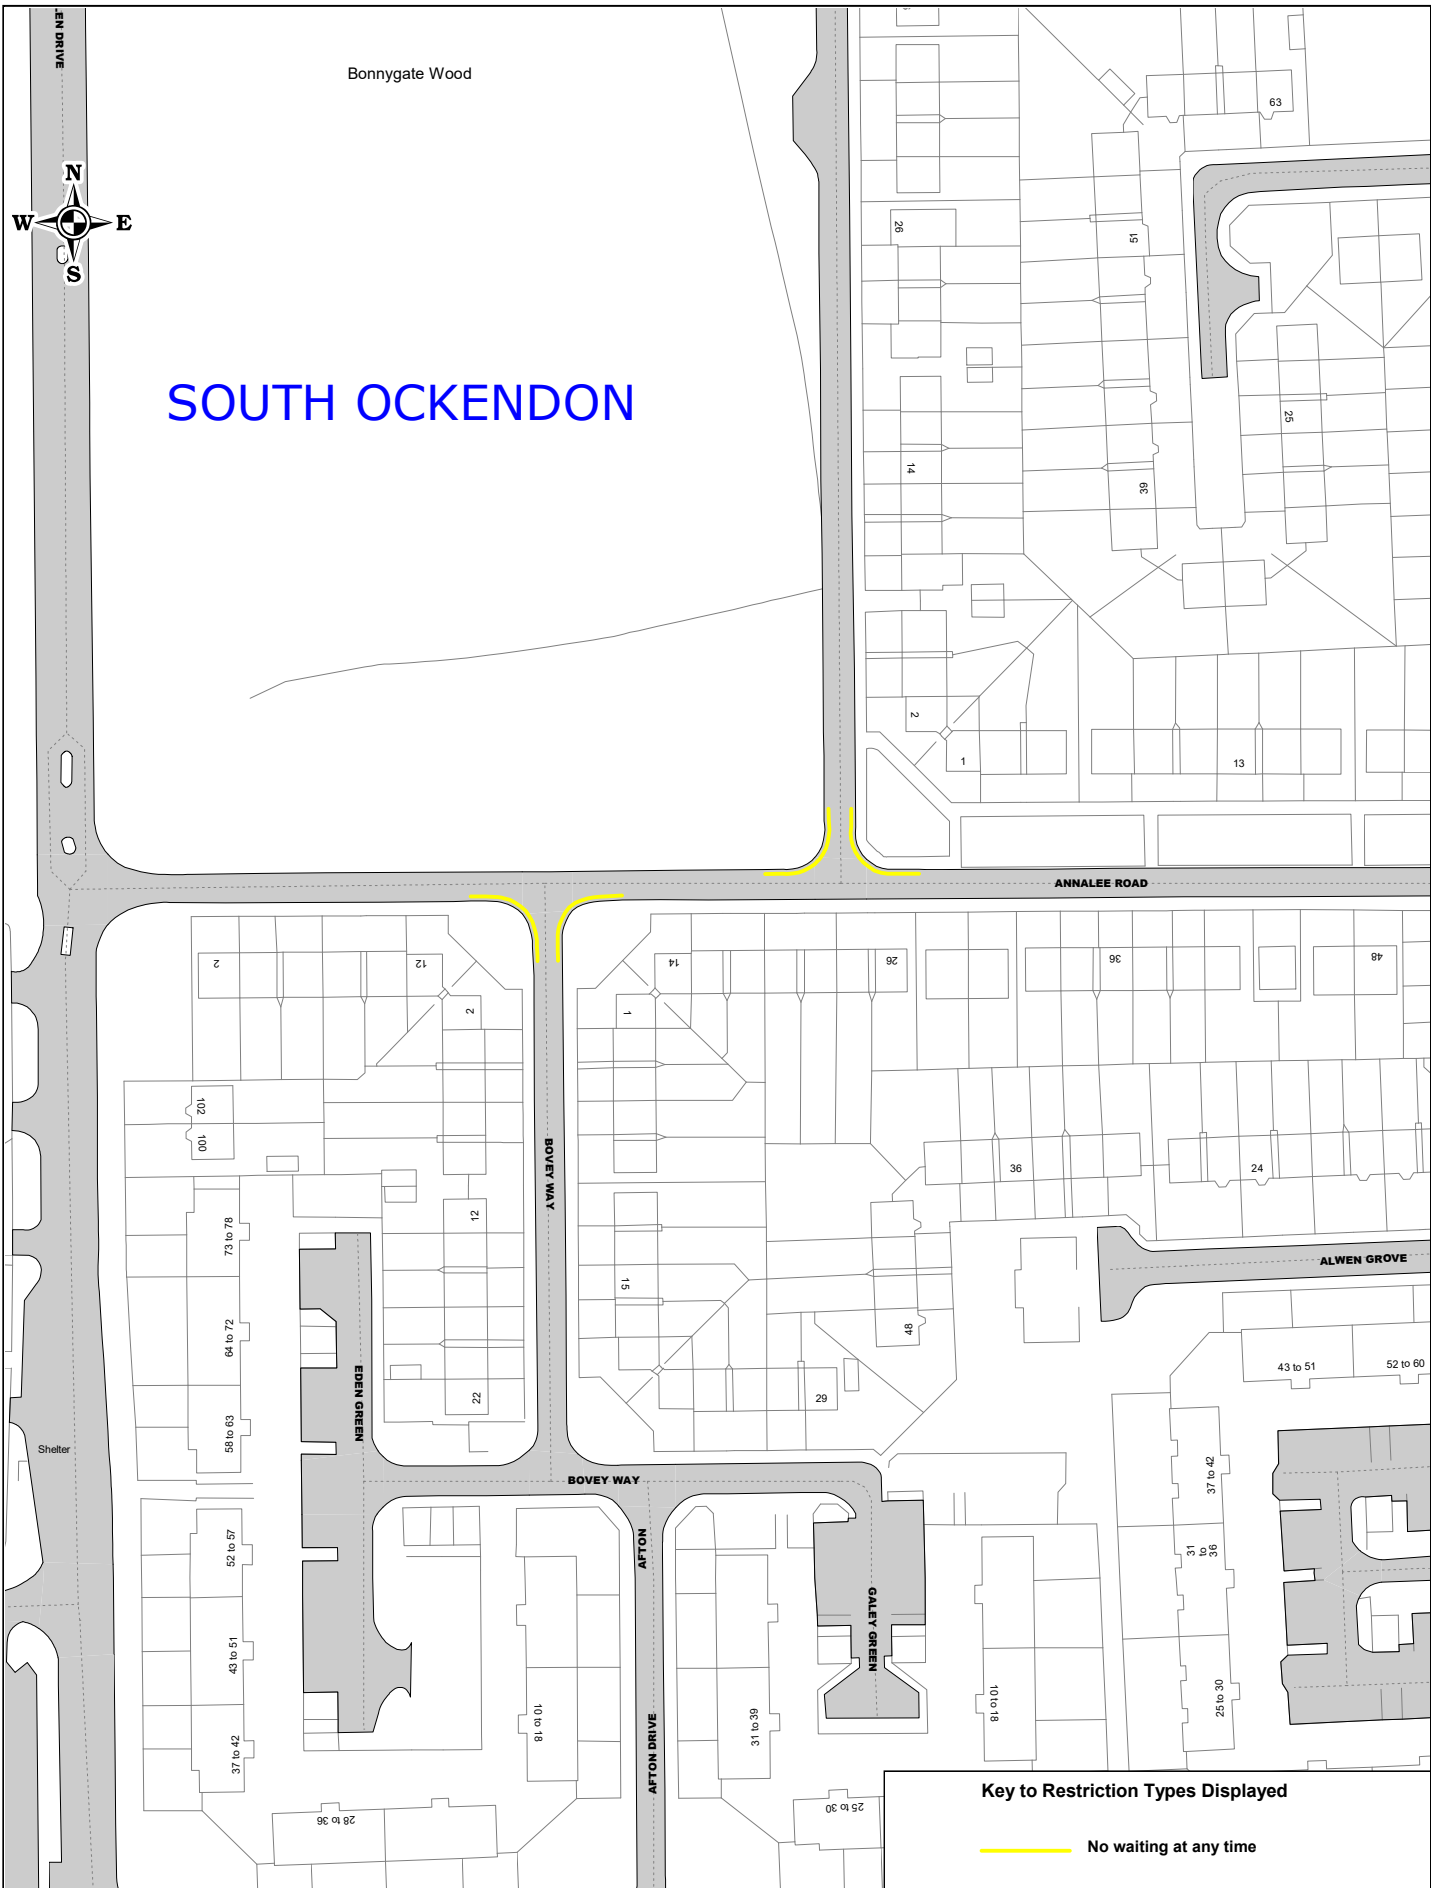 EN DRIVE
Bonnygate Wood
63
N
W E
S
26
51
SOUTH OCKENDON
25
14
39
2
1
13
ANNALEE ROAD
2
12
14
26
36
48
2
1
102
100
BOVEY WAY
36
24
12
73 to 78
ALWEN GROVE
15
64 to 72
48
43 to 51
52 to 60
EDEN GREEN
22
29
58 to 63
Shelter
BOVEY WAY
37 to 42
52 to 57
AFTON
31
to
36
GALEY GREEN
43 to 51
10 to 18
31 to 39
10 to 18
25 to 30
37 to 42
AFTON DRIVE
28 to 36
25 to 30
Key to Restriction Types Displayed
No waiting at any time